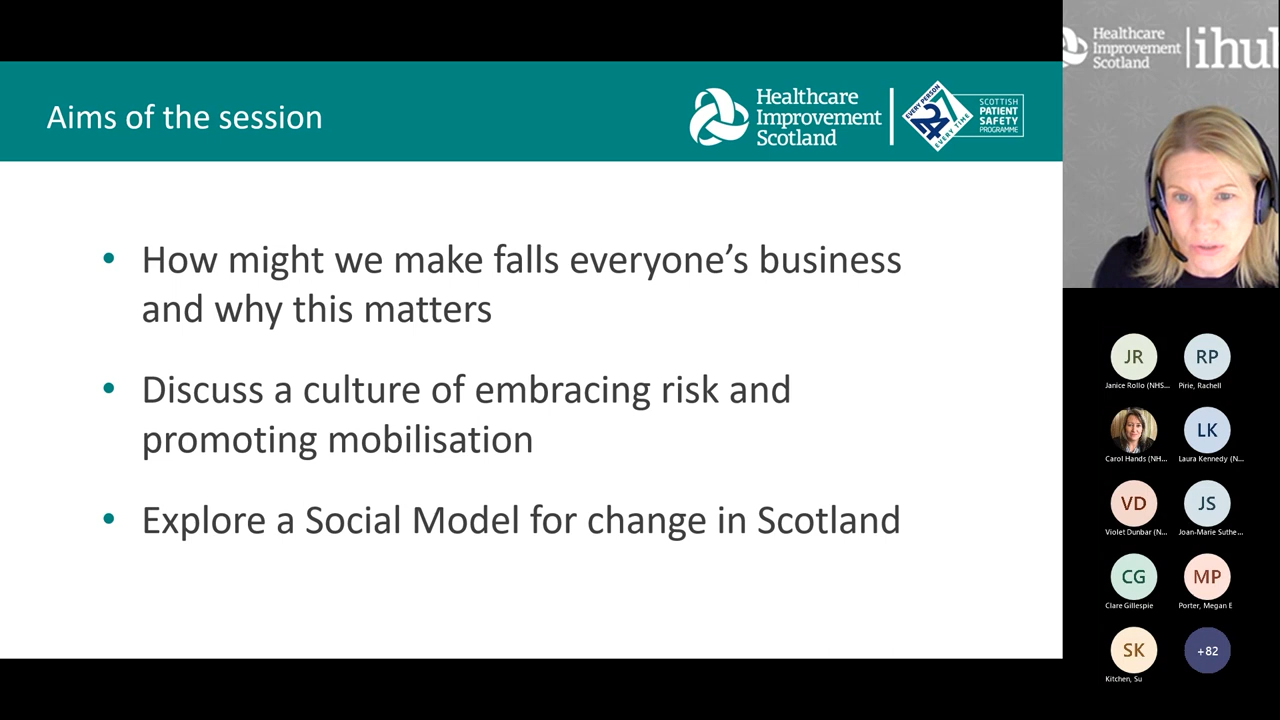 Aims of the session
Healthcare
Improvement
Scotland
EVERY PERSON
24
7
EVERY TIME
SCOTTISH
PATIENT
SAFETY
PROGRAMME
• How might we make falls everyone’s business
and why this matters
• Discuss a culture of embracing risk and
promoting mobilisation
• Explore a Social Model for change in Scotland
Healthcare
Improvement
Scotland
ihu
JR
RP
Janice Rollo (NHS...
Pirie, Rachell
LK
Carol Hands (NH...
Laura Kennedy (N...
VD
JS
Violet Dunbar (N...
Joan-Marie Suthe...
CG
MP
Clare Gillespie
Porter, Megan E
SK
+82
Kitchen, Su